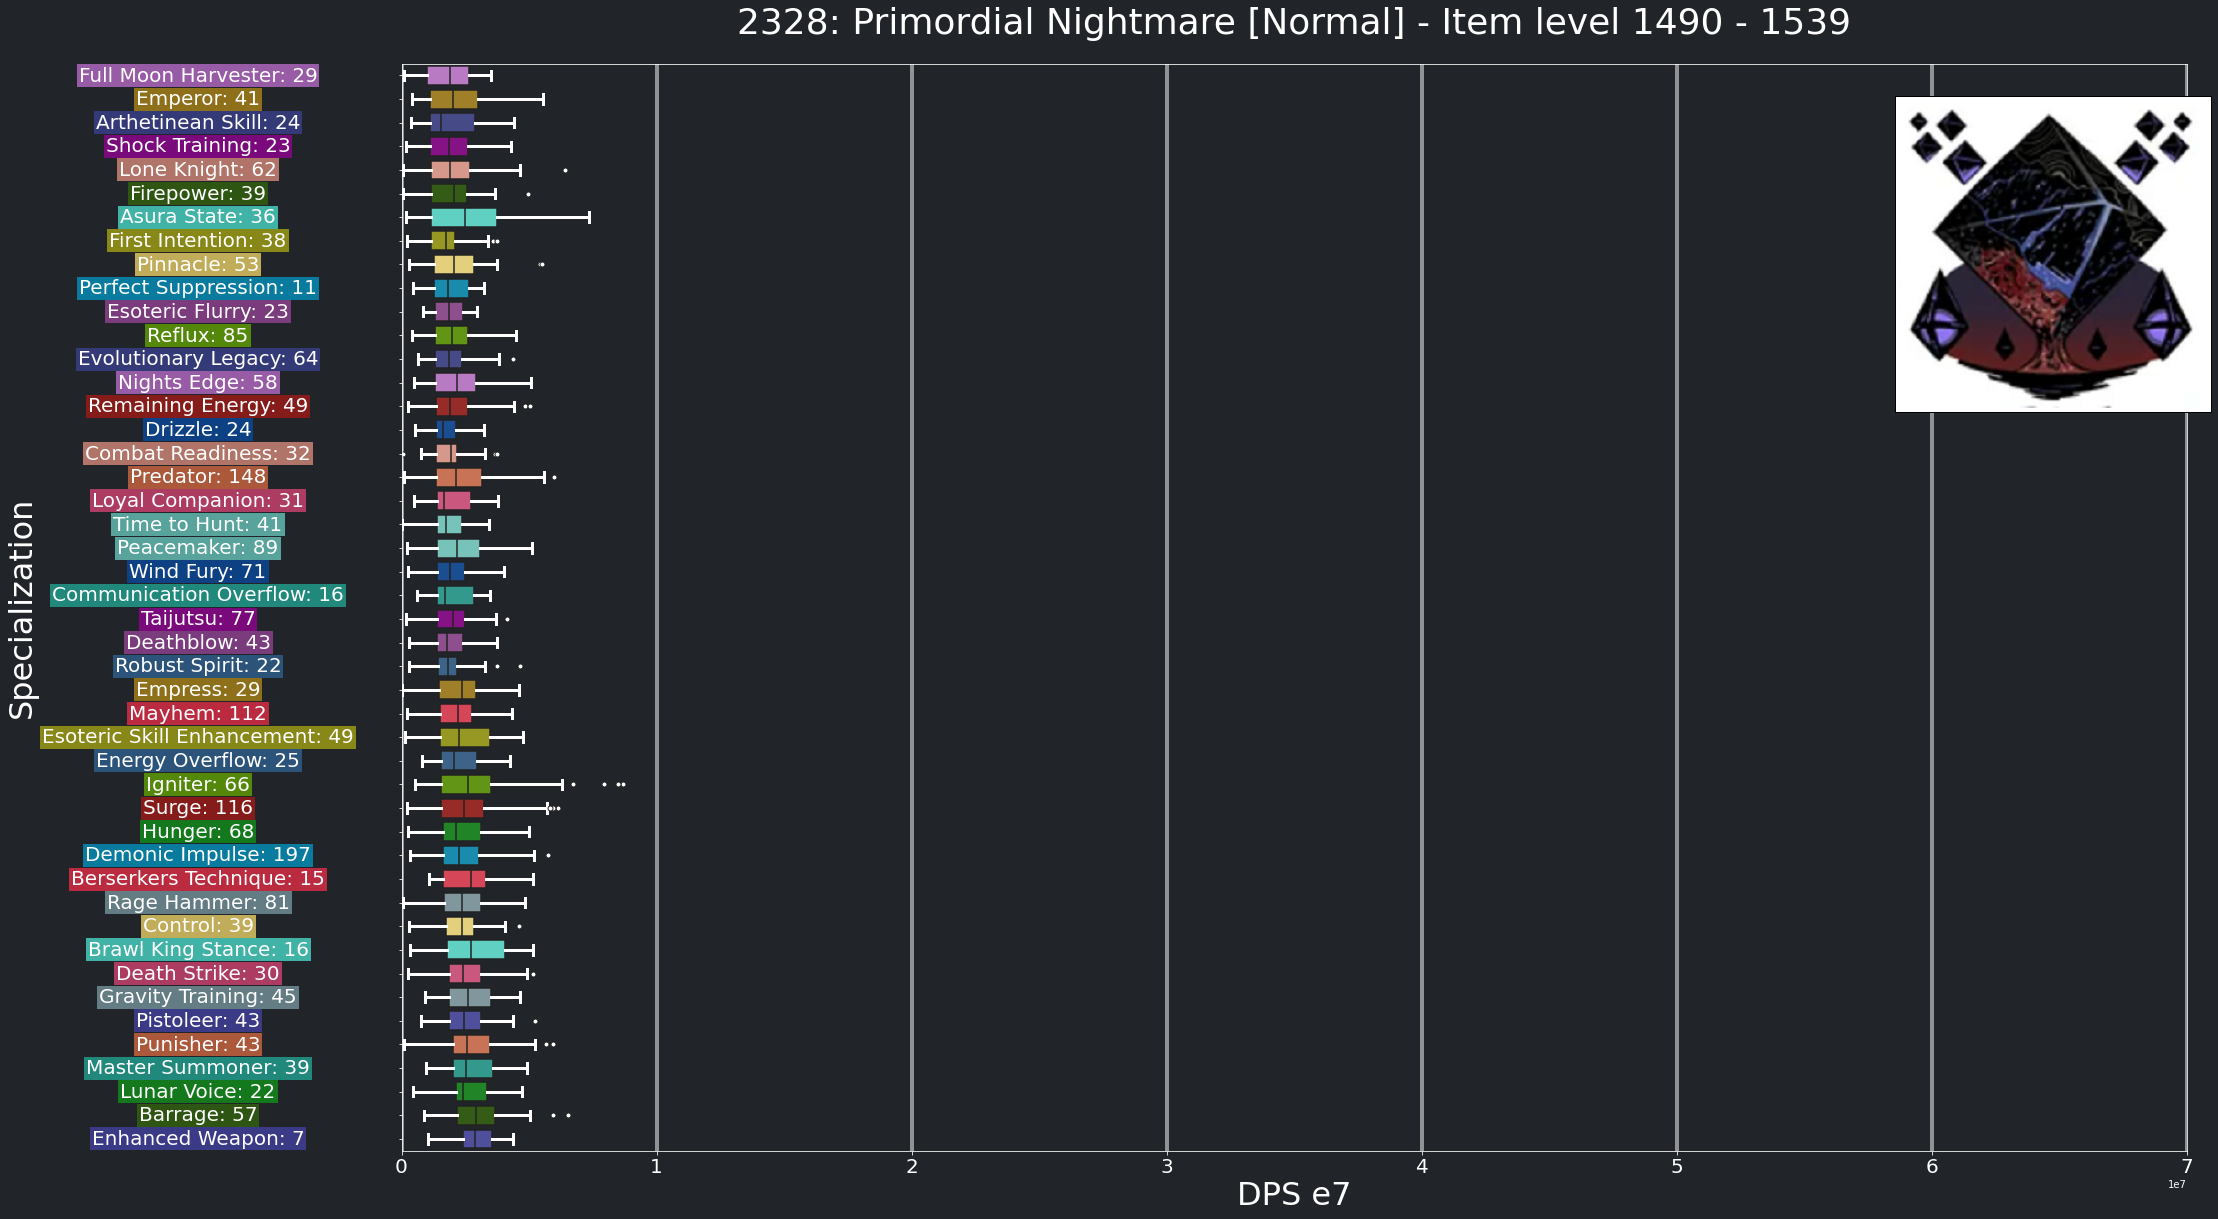 2328: Primordial Nightmare [Normal] - Item level 1490 - 1539
Specialization
Full Moon Harvester: 29
Emperor: 41
Arthetinean Skill: 24
Shock Training: 23
Lone Knight: 62
Firepower: 39
Asura State: 36
First Intention: 38
Pinnacle: 53
Perfect Suppression: 11
Esoteric Flurry: 23
Reflux: 85
Evolutionary Legacy: 64
Nights Edge: 58
Remaining Energy: 49
Drizzle: 24
Combat Readiness: 32
Predator: 148
Loyal Companion: 31
Time to Hunt: 41
Peacemaker: 89
Wind Fury: 71
Communication Overflow: 16
Taijutsu: 77
Deathblow: 43
Robust Spirit: 22
Empress: 29
Mayhem: 112
Esoteric Skill Enhancement: 49
Energy Overflow: 25
Igniter: 66
Surge: 116
Hunger: 68
Demonic Impulse: 197
Berserkers Technique: 15
Rage Hammer: 81
Control: 39
Brawl King Stance: 16
Death Strike: 30
Gravity Training: 45
Pistoleer: 43
Punisher: 43
Master Summoner: 39
Lunar Voice: 22
Barrage: 57
Enhanced Weapon: 7
0 1 2 3 4 5 6 7
1e7
DPS e7